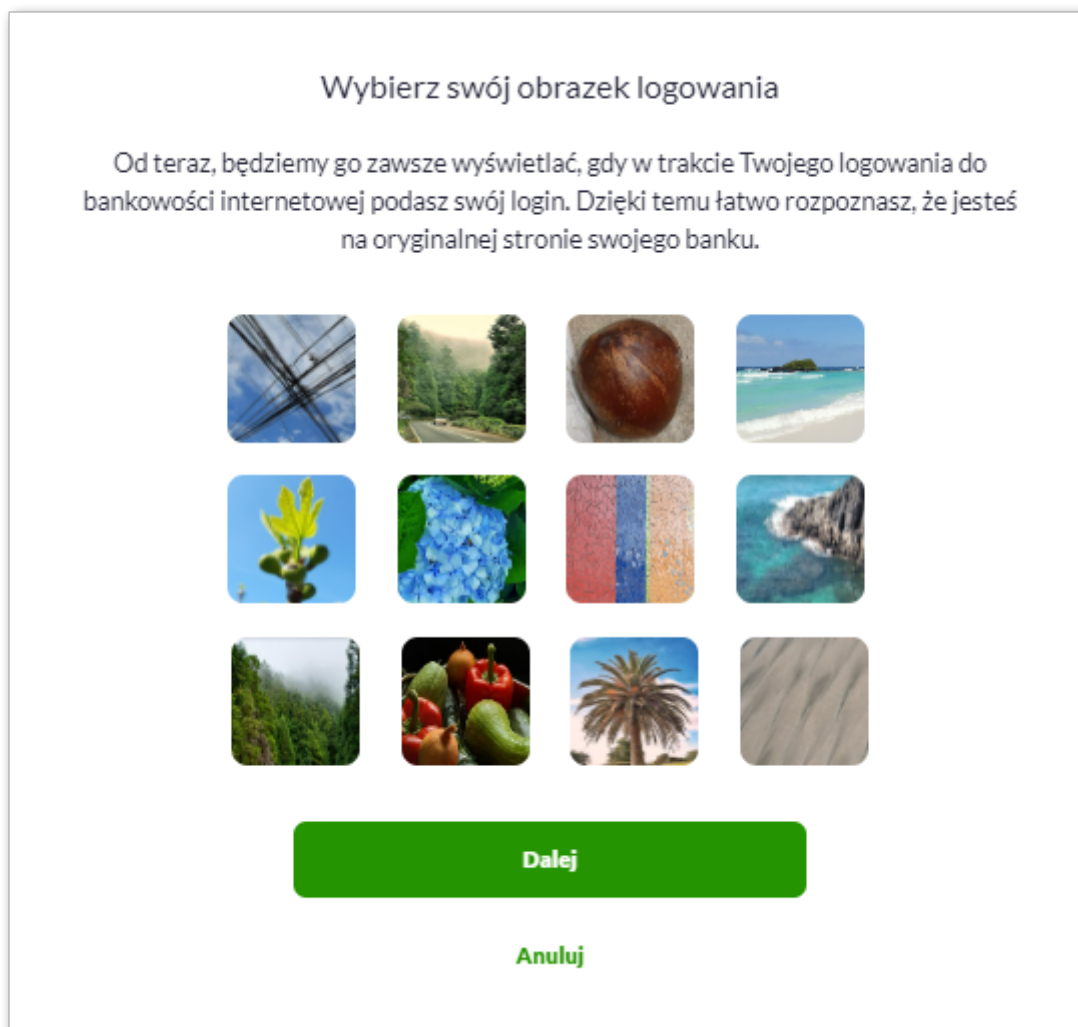 Wybierz swój obrazek logowania
Od teraz, będziemy go zawsze wyświetlać, gdy w trakcie Twojego logowania do
bankowości internetowej podasz swój login. Dzięki temu łatwo rozpoznasz, że jesteś
na oryginalnej stronie swojego banku.
Dalej
Anuluj